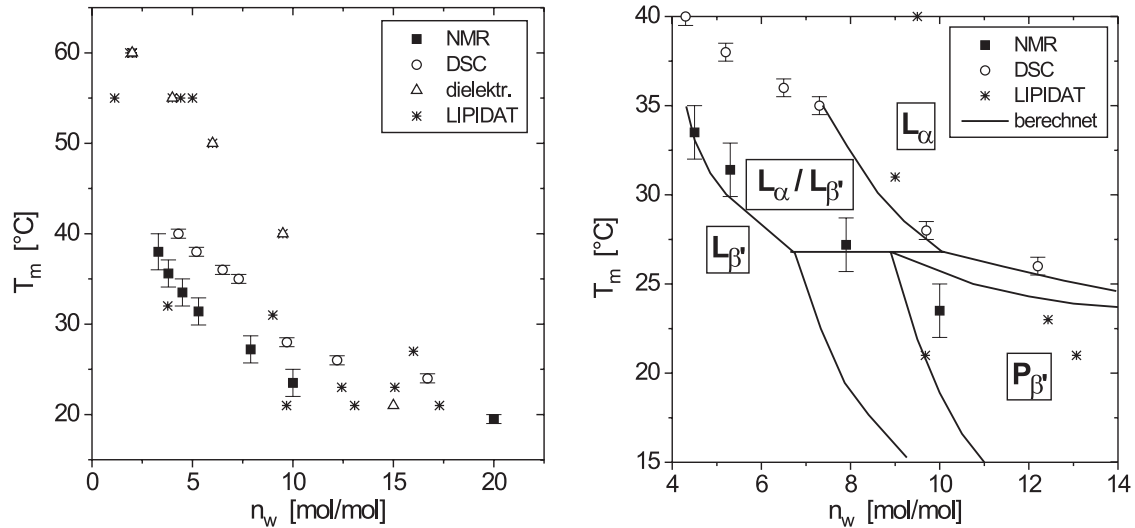 60
50
40
30
20
T_m [°C]
0
5
10
15
20
n_w [mol/mol]
NMR
DSC
dielektr.
LIPIDAT
40
35
30
25
20
15
T_m [°C]
4
6
8
10
12
14
n_w [mol/mol]
NMR
DSC
LIPIDAT
berechnet
L_α
L_α / L_β'
L_β'
P_β'